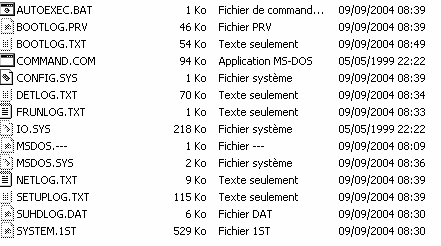 AUTOEXEC.BAT 1 Ko Fichier de command... 09/09/2004 08:39
BOOTLOG.PRV 46 Ko Fichier PRV 09/09/2004 08:39
BOOTLOG.TXT 54 Ko Texte seulement 09/09/2004 08:49
COMMAND.COM 94 Ko Application MS-DOS 05/05/1999 22:22
CONFIG.SYS 1 Ko Fichier système 09/09/2004 08:39
DETLOG.TXT 70 Ko Texte seulement 09/09/2004 08:34
FRUNLOG.TXT 1 Ko Texte seulement 09/09/2004 08:33
IO.SYS 218 Ko Fichier système 05/05/1999 22:22
MSDOS.--- 1 Ko Fichier --- 09/09/2004 08:09
MSDOS.SYS 2 Ko Fichier système 09/09/2004 08:36
NETLOG.TXT 9 Ko Texte seulement 09/09/2004 08:39
SETUPLOG.TXT 115 Ko Texte seulement 09/09/2004 08:39
SUHDLOG.DAT 6 Ko Fichier DAT 09/09/2004 08:30
SYSTEM.1ST 529 Ko Fichier 1ST 09/09/2004 08:30